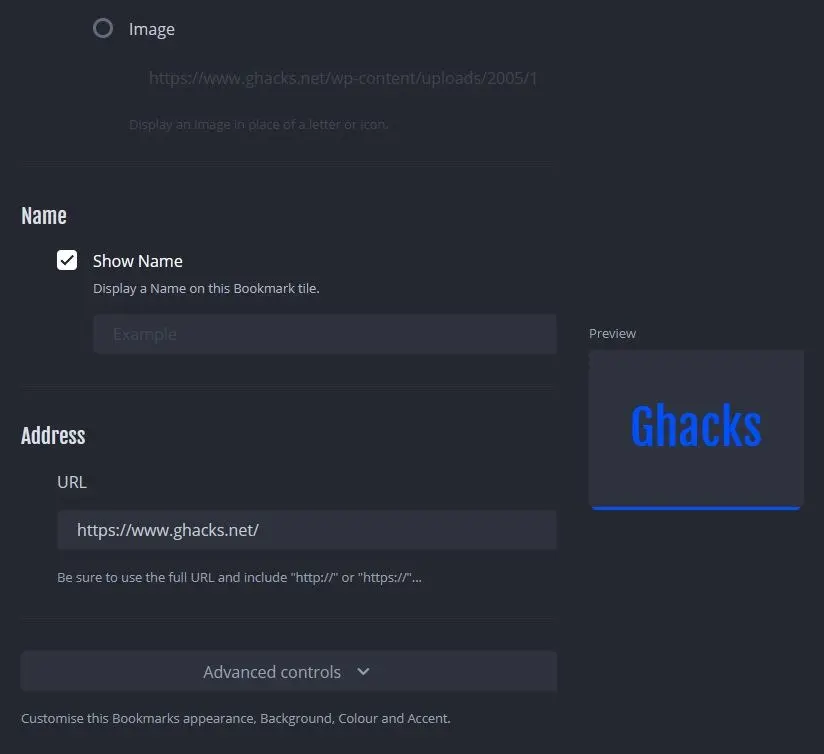 Image
https://www.ghacks.net/wp-content/uploads/2005/1
Display an image in place of a letter or icon.
Name
Show Name
Display a Name on this Bookmark tile.
Example
Preview
Ghacks
Address
URL
https://www.ghacks.net/
Be sure to use the full URL and include "http://" or "https://"...
Advanced controls
Customise this Bookmarks appearance, Background, Colour and Accent.